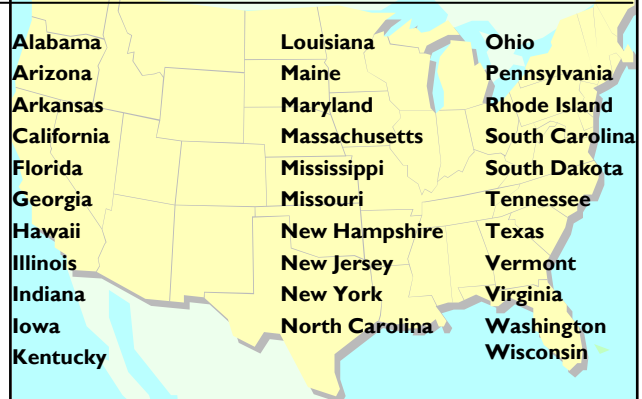 Alabama
Arizona
Arkansas
California
Florida
Georgia
Hawaii
Illinois
Indiana
Iowa
Kentucky
Louisiana
Maine
Maryland
Massachusetts
Mississippi
Missouri
New Hampshire
New Jersey
New York
North Carolina
Ohio
Pennsylvania
Rhode Island
South Carolina
South Dakota
Tennessee
Texas
Vermont
Virginia
Washington
Wisconsin